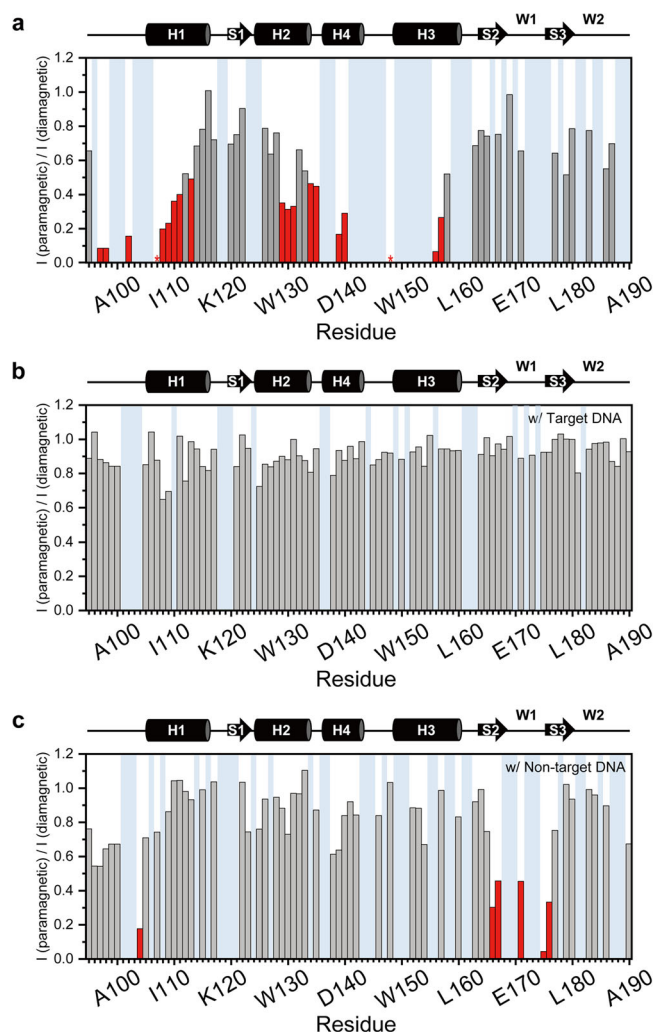 a
W1 W2
H1 S1 H2 H4 H3 S2 S3
I (paramagnetic) / I (diamagnetic)
1.2
1.0
0.8
0.6
0.4
0.2
0.0
* *
A100 I110 K120 W130 D140 W150 L160 E170 L180 A190
Residue
b
W1 W2
H1 S1 H2 H4 H3 S2 S3
w/ Target DNA
I (paramagnetic) / I (diamagnetic)
1.2
1.0
0.8
0.6
0.4
0.2
0.0
A100 I110 K120 W130 D140 W150 L160 E170 L180 A190
Residue
c
W1 W2
H1 S1 H2 H4 H3 S2 S3
w/ Non-target DNA
I (paramagnetic) / I (diamagnetic)
1.2
1.0
0.8
0.6
0.4
0.2
0.0
A100 I110 K120 W130 D140 W150 L160 E170 L180 A190
Residue